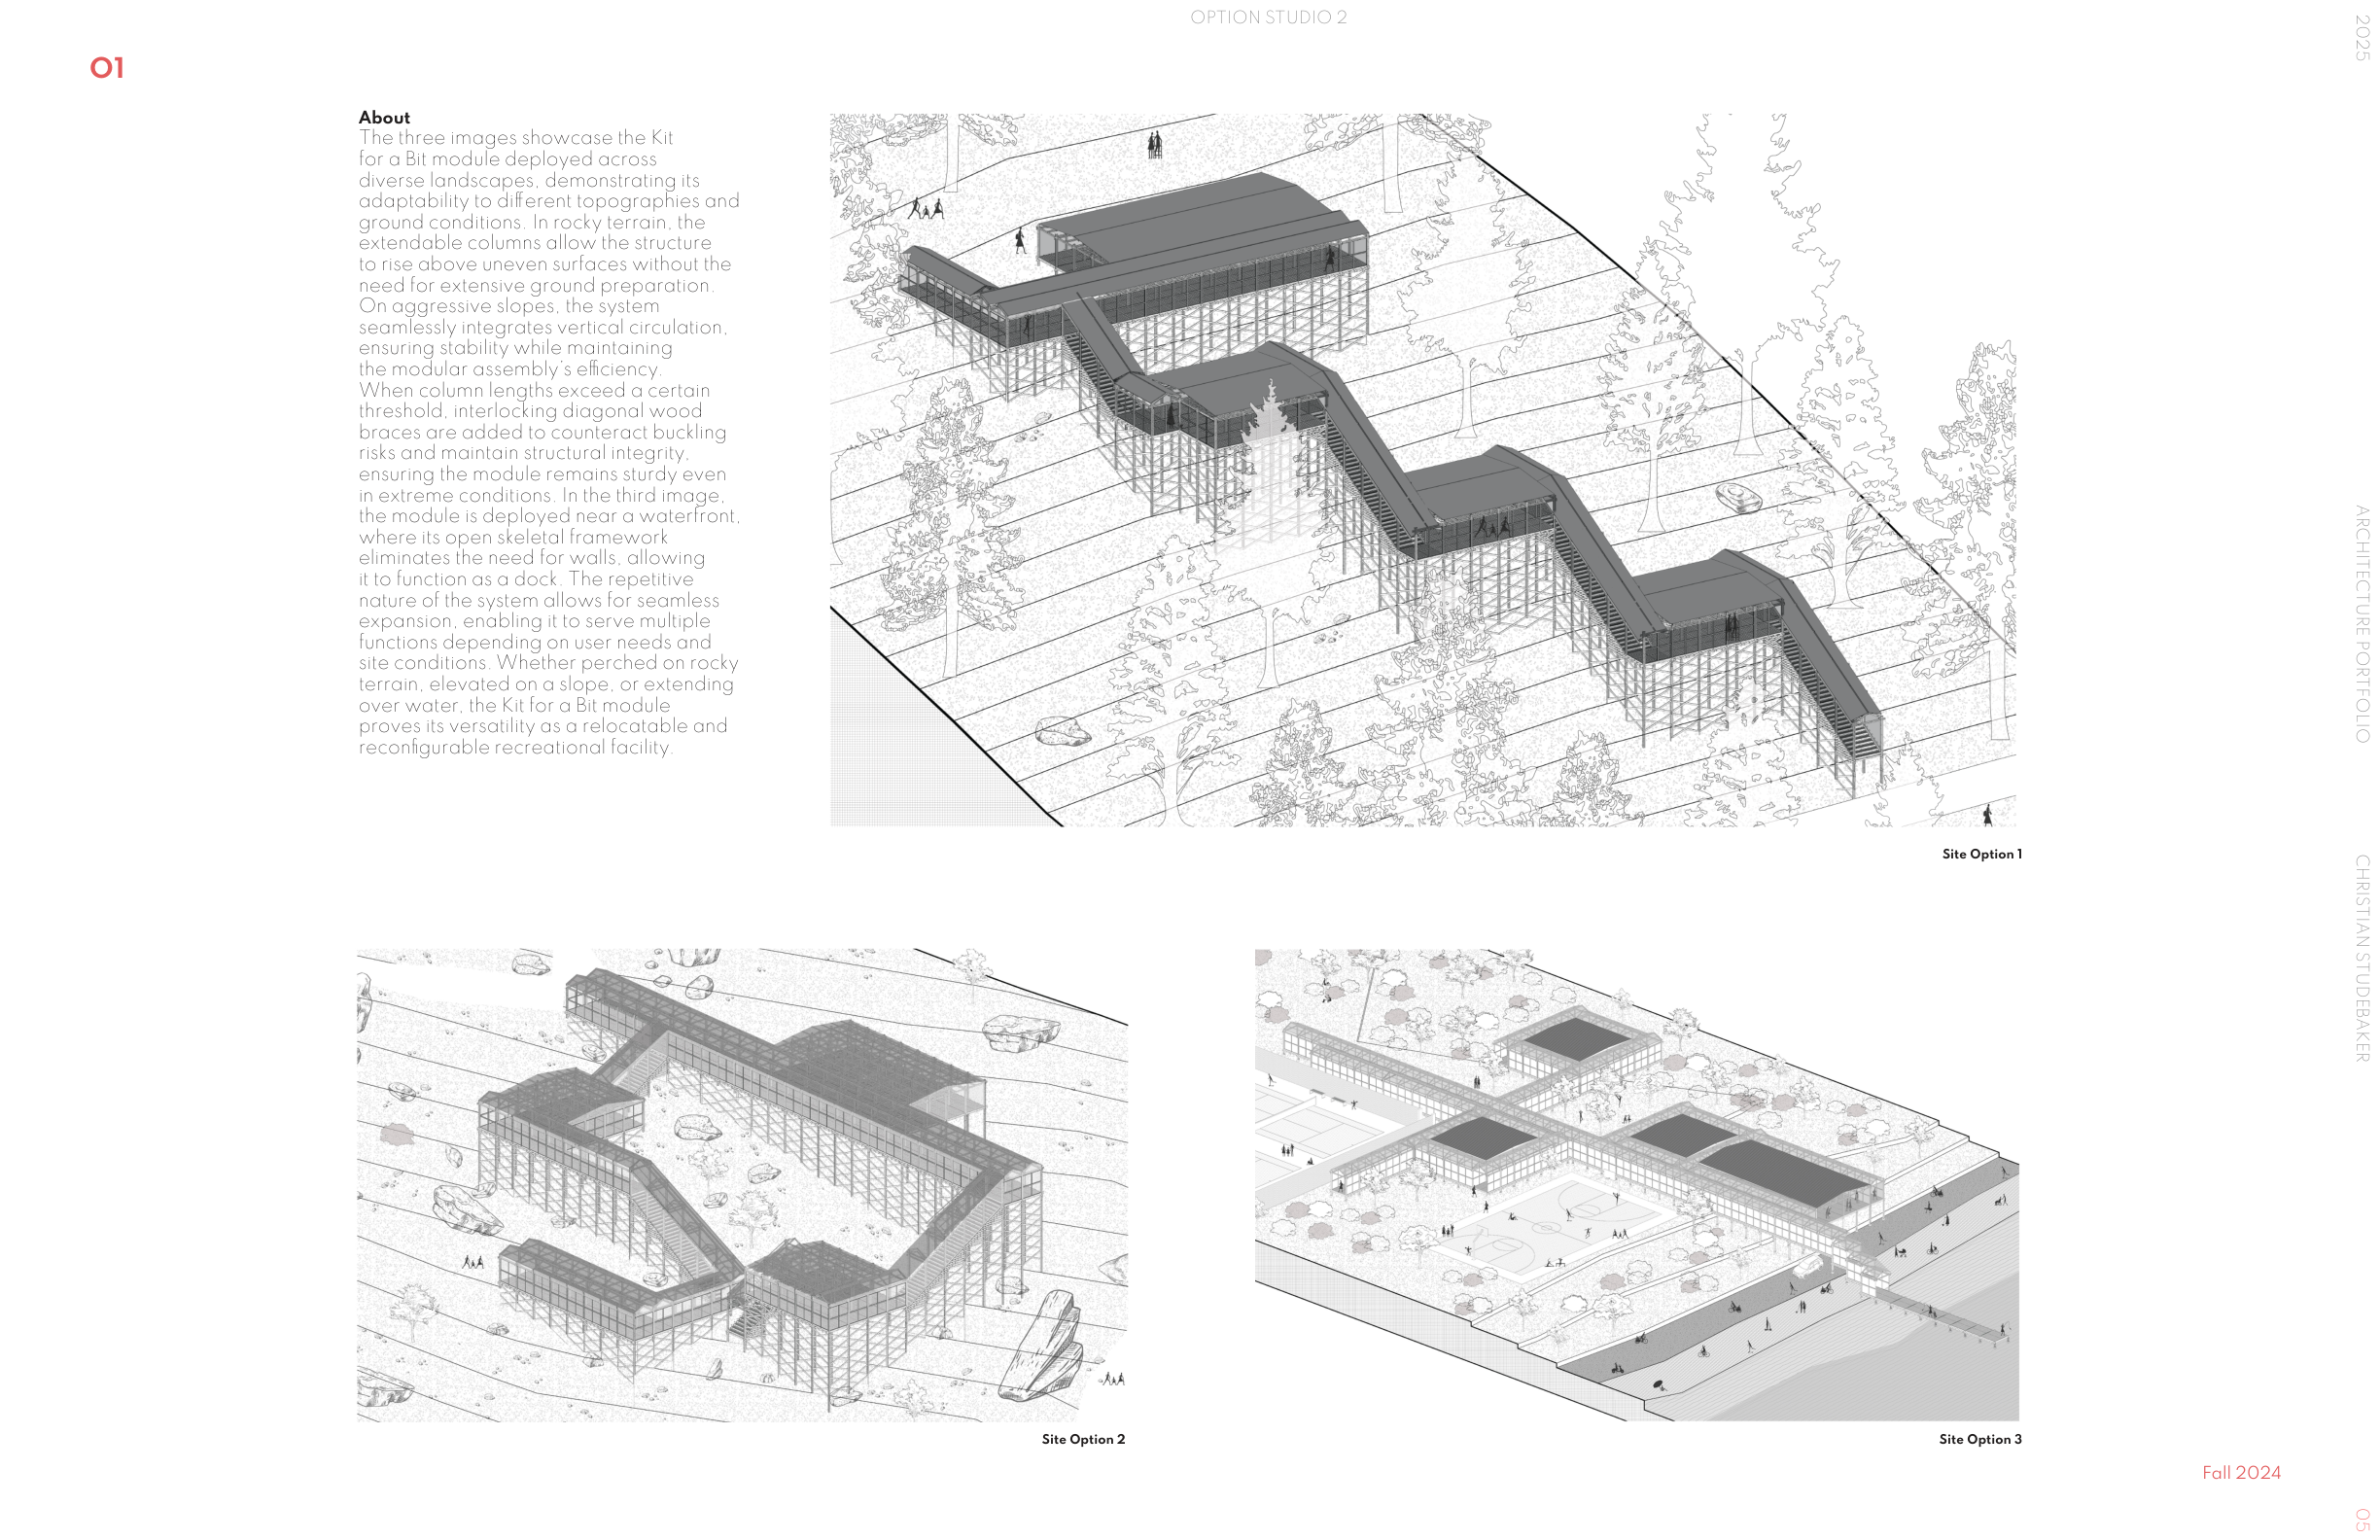 OPTION STUDIO 2
2025
01
About
The three images showcase the Kit
for a Bit module deployed across
diverse landscapes, demonstrating its
adaptability to different topographies and
ground conditions. In rocky terrain, the
extendable columns allow the structure
to rise above uneven surfaces without the
need for extensive ground preparation.
On aggressive slopes, the system
seamlessly integrates vertical circulation,
ensuring stability while maintaining
the modular assembly's efficiency.
When column lengths exceed a certain
threshold, interlocking diagonal wood
braces are added to counteract buckling
risks and maintain structural integrity,
ensuring the module remains sturdy even
in extreme conditions. In the third image,
the module is deployed near a waterfront,
where its open skeletal framework
eliminates the need for walls, allowing
it to function as a dock. The repetitive
nature of the system allows for seamless
expansion, enabling it to serve multiple
functions depending on user needs and
site conditions. Whether perched on rocky
terrain, elevated on a slope, or extending
over water, the Kit for a Bit module
proves its versatility as a relocatable and
reconfigurable recreational facility.
Site Option 1
ARCHITECTURE PORTFOLIO
CHRISTIAN STUDEBAKER
Site Option 2
Site Option 3
Fall 2024
05